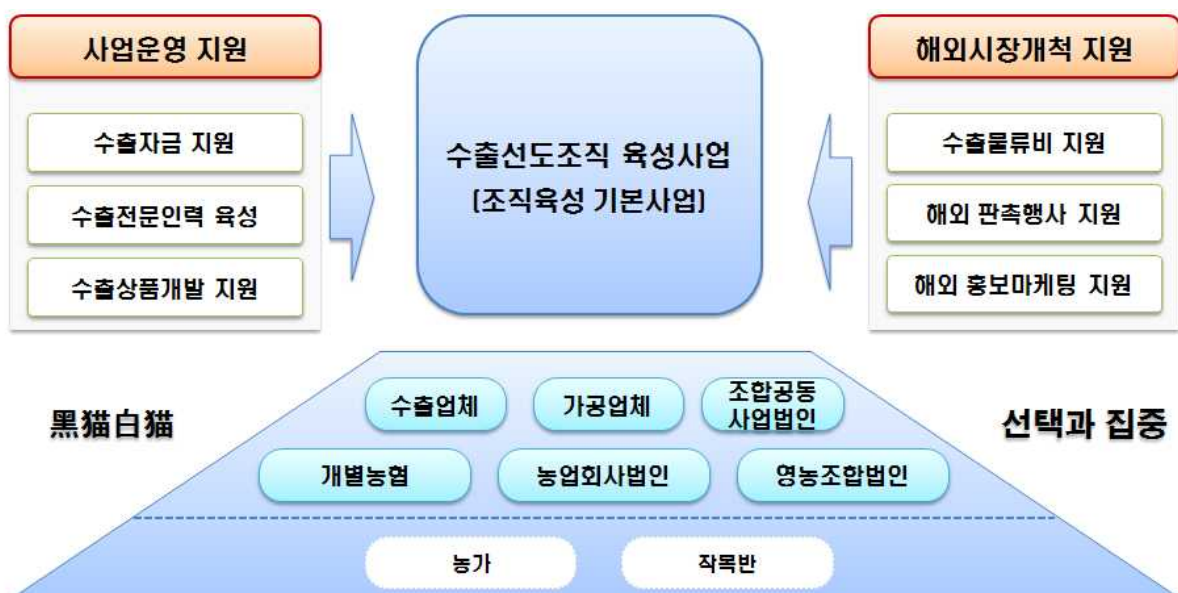 사업운영 지원
수출자금 지원
수출전문인력 육성
수출상품개발 지원
수출선도조직 육성사업
(조직육성 기본사업)
해외시장개척 지원
수출물류비 지원
해외 판촉행사 지원
해외 홍보마케팅 지원
黑猫白猫
선택과 집중
수출업체
가공업체
조합공동
사업법인
개별농협
농업회사법인
영농조합법인
농가
작목반